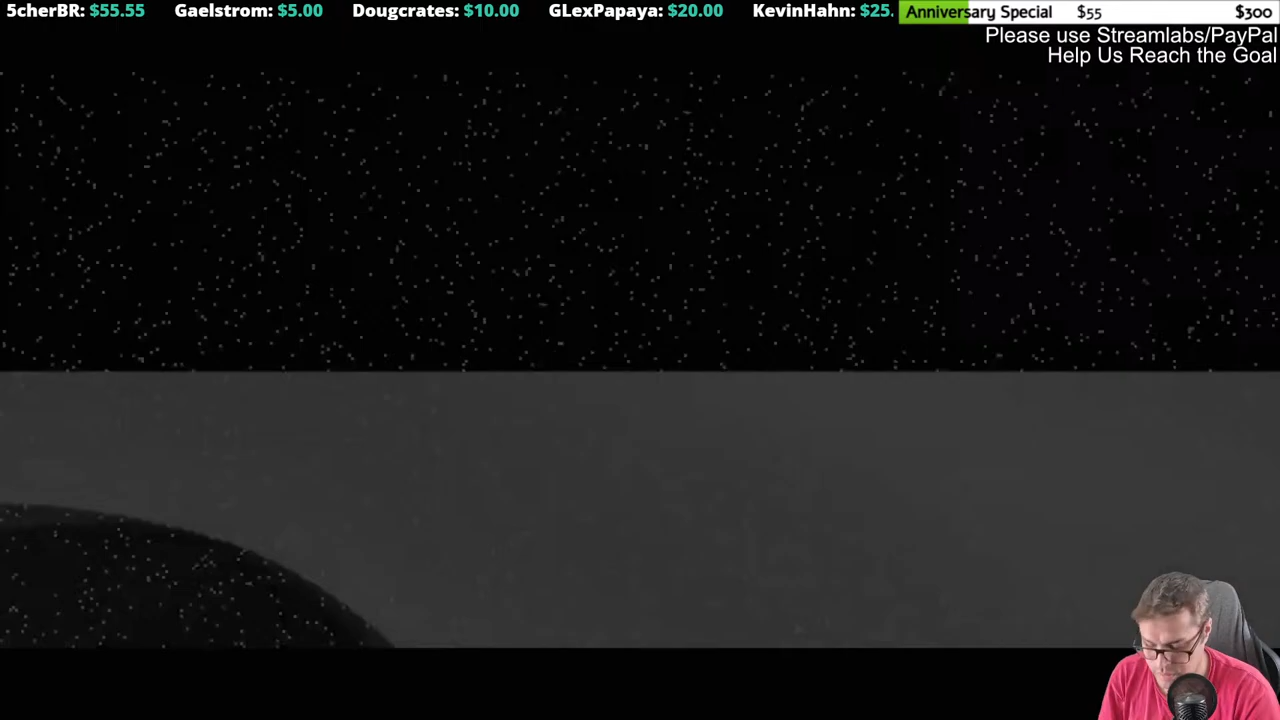 5cherBR: $55.55 Gaelstrom: $5.00 Dougcrates: $10.00 GLexPapaya: $20.00 KevinHahn: $25.
Anniversary Special $55 $300
Please use Streamlabs/PayPal
Help Us Reach the Goal